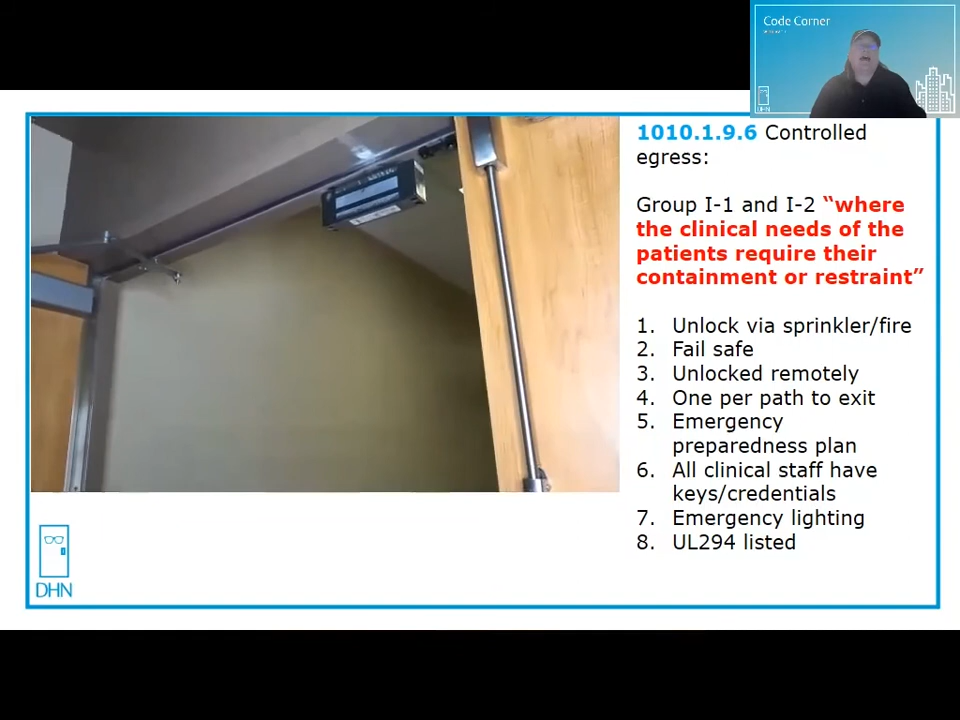 Code Corner
DHN
1010.1.9.6 Controlled
egress:
Group I-1 and I-2 “where
the clinical needs of the
patients require their
containment or restraint”
1. Unlock via sprinkler/fire
2. Fail safe
3. Unlocked remotely
4. One per path to exit
5. Emergency
preparedness plan
6. All clinical staff have
keys/credentials
7. Emergency lighting
8. UL294 listed
DHN